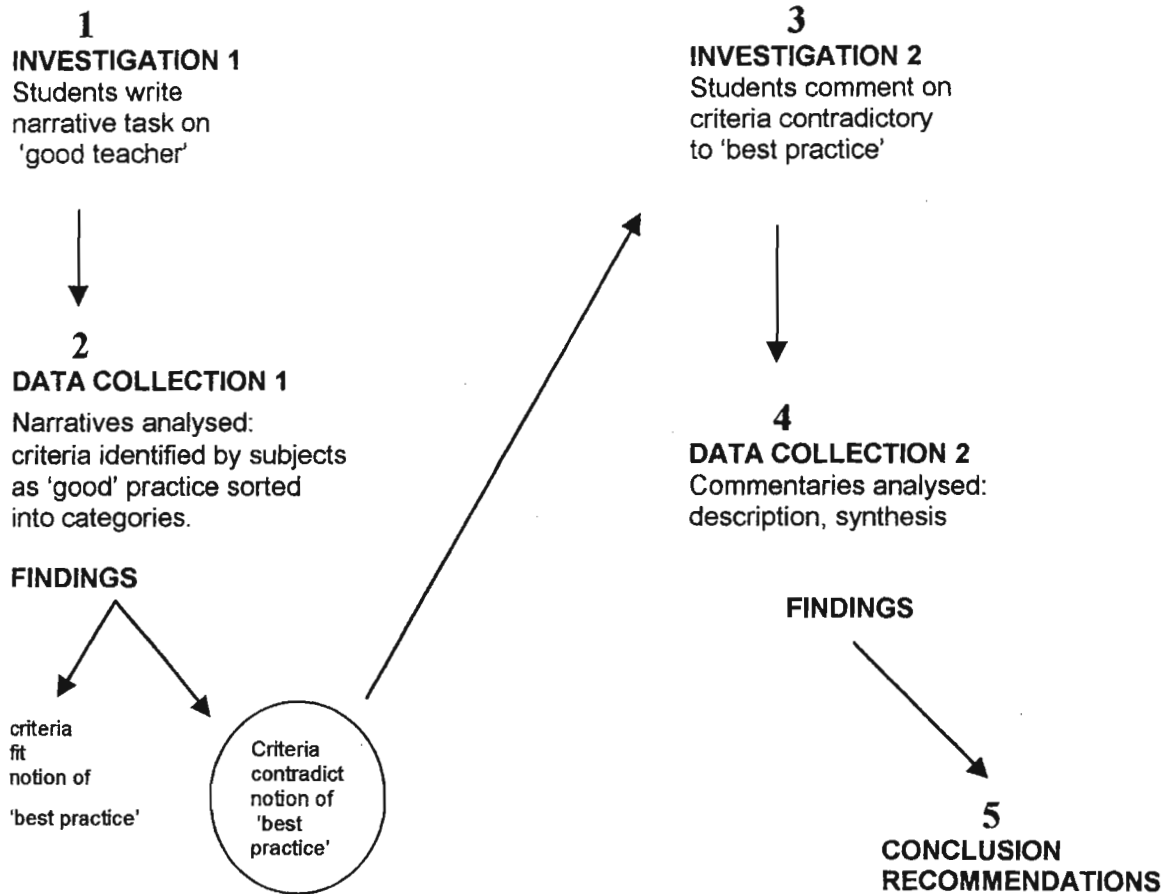 1
INVESTIGATION 1
Students write
narrative task on
'good teacher'
2
DATA COLLECTION 1
Narratives analysed:
criteria identified by subjects
as 'good' practice sorted
into categories.
FINDINGS
criteria
fit
notion of
'best practice'
Criteria
contradict
notion of
'best
practice'
3
INVESTIGATION 2
Students comment on
criteria contradictory
to 'best practice'
4
DATA COLLECTION 2
Commentaries analysed:
description, synthesis
FINDINGS
5
CONCLUSION
RECOMMENDATIONS